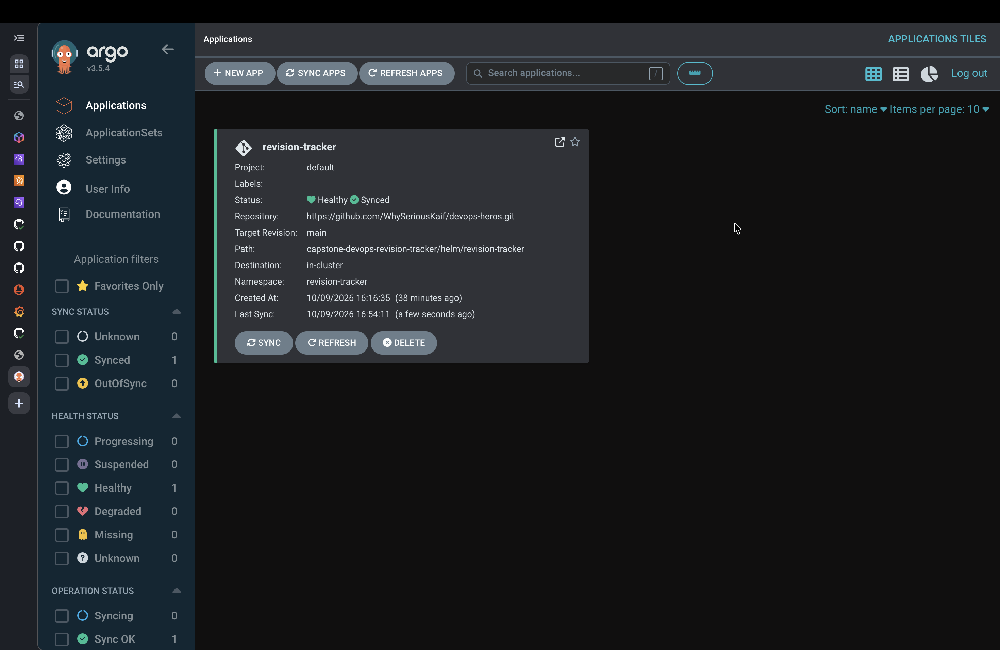 argo
v3.5.4
Applications
ApplicationSets
Settings
User Info
Documentation
Application filters
Favorites Only
SYNC STATUS
Unknown 0
Synced 1
OutOfSync 0
HEALTH STATUS
Progressing 0
Suspended 0
Healthy 1
Degraded 0
Missing 0
Unknown 0
OPERATION STATUS
Syncing 0
Sync OK 1
Applications
APPLICATIONS TILES
NEW APP SYNC APPS REFRESH APPS Search applications... / Log out
Sort: name Items per page: 10
revision-tracker
Project: default
Labels:
Status: Healthy Synced
Repository: https://github.com/WhySeriousKaif/devops-heros.git
Target Revision: main
Path: capstone-devops-revision-tracker/helm/revision-tracker
Destination: in-cluster
Namespace: revision-tracker
Created At: 10/09/2026 16:16:35 (38 minutes ago)
Last Sync: 10/09/2026 16:54:11 (a few seconds ago)
SYNC REFRESH DELETE